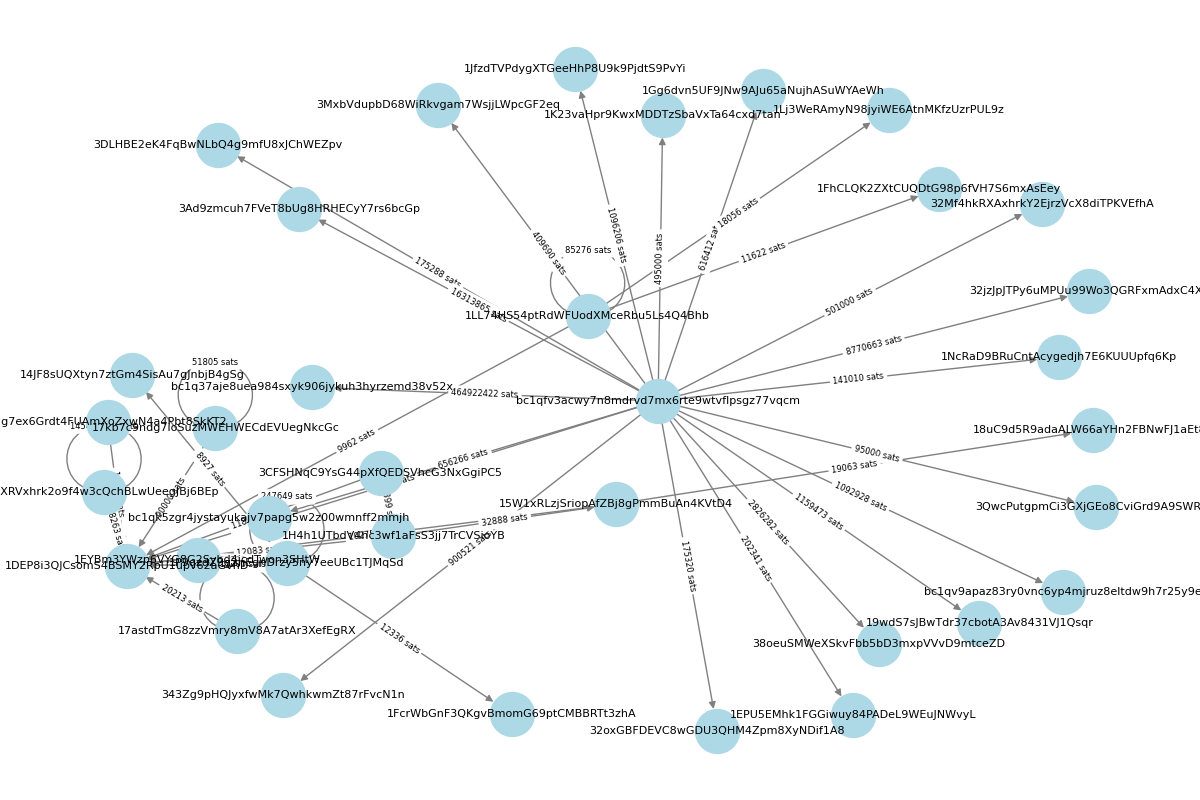 1JfzdTVPdygXTGeeHhP8U9k9PjdtS9PvYi
1Gg6dvn5UF9JNw9AJu65aNujhASuWYAeWh
3MxbVdupbD68WiRkvgam7WsjjLWpcGF2eq
1K23vaHpr9KwxMDDTzSbaVxTa64cxd7tan
1Lj3WeRAmyN98jyiWE6AtnMKfzUzrPUL9z
3DLHBE2eK4FqBwNLbQ4g9mfU8xJChWEZpv
1FhCLQK2ZXtCUQDtG98p6fVH7S6mxAsEey
32Mf4hkRXAxhrkY2EjrzVcX8diTPKVEfhA
3Ad9zmcuh7FVeT8bUg8HRHECyY7rs6bcGp
18056 sats
1096206 sats
409690 sats
495000 sats
616412 sats
85276 sats
11622 sats
175288 sats
16313865
501000 sats
32jzJpJTPy6uMPUu99Wo3QGRFxmAdxC4X
1LL74HS54ptRdWFUodXMceRbu5Ls4Q4Bhb
8770663 sats
1NcRaD9BRuCntAcygedjh7E6KUUUpfq6Kp
51805 sats
14JF8sUQXtyn7ztGm4SisAu7gJnbjB4gSg
141010 sats
bc1q37aje8uea984sxyk906jykuh3hyrzemd38v52x
464922422 sats
bc1qfv3acwy7n8mdrvd7mx6rte9wtvflpsgz77vqcm
17kb7c9ndg7loSuzMWEHWECdEVUegNkcGc
18uC9d5R9adaALW66aYHn2FBNwFJ1aEt
9962 sats
95000 sats
656266 sats
19063 sats
8927 sats
3CFSHNqC9YsG44pXfQEDSVhcG3NxGgiPC5
XRVxhrk2o9f4w3cQchBLwUeegJBj6BEp
247649 sats
1092928 sats
15W1xRLzjSriopAfZBj8gPmmBuAn4KVtD4
3QwcPutgpmCi3GXjGEo8CviGrd9A9SWR
2826282 sats
1159473 sats
bc1qk5zgr4jystayukajv7papg5w2z00wmnff2mmjh
32888 sats
900521 sats
202341 sats
175320 sats
12083
20213 sats
bc1qv9apaz83ry0vnc6yp4mjruz8eltdw9h7r25y9e
19wdS7sJBwTdr37cbotA3Av8431VJ1Qsqr
17astdTmG8zzVmry8mV8A7atAr3XefEgRX
12336 sats
38oeuSMWeXSkvFbb5bD3mxpVVvD9mtceZD
343Zg9pHQJyxfwMk7QwhkwmZt87rFvcN1n
1FcrWbGnF3QKgvBmomG69ptCMBBRTt3zhA
1EPU5EMhk1FGGiwuy84PADeL9WEuJNWvyL
32oxGBFDEVC8wGDU3QHM4Zpm8XyNDif1A8